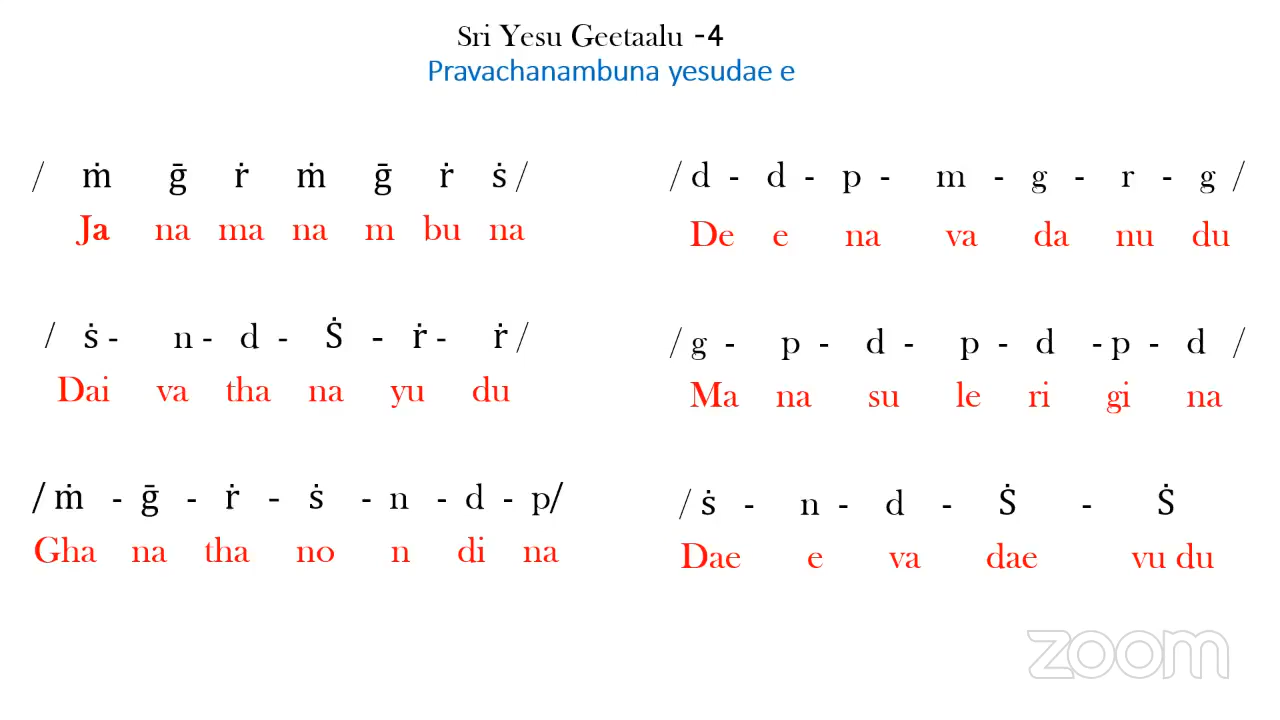 Sri Yesu Geetaalu -4
Pravachanambuna yesudae e
/ ṁ ḡ ṙ ṁ ḡ ṙ ṡ /
Ja na ma na m bu na
/ ṡ - n - d - Ṡ - ṙ - ṙ /
Dai va tha na yu du
/ ṁ - ḡ - ṙ - ṡ - n - d - p/
Gha na tha no n di na
/ d - d - p - m - g - r - g /
De e na va da nu du
/ g - p - d - p - d - p - d /
Ma na su le ri gi na
/ ṡ - n - d - Ṡ - Ṡ
Dae e va dae vu du
zoom